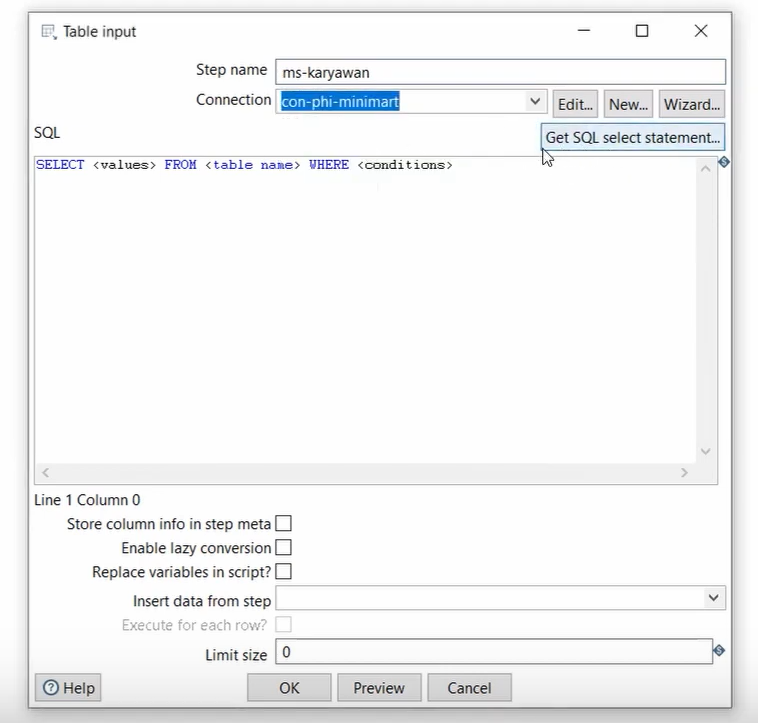 Table input
Step name ms-karyawan
Connection con-phi-minimart Edit... New... Wizard...
SQL Get SQL select statement...
SELECT <values> FROM <table name> WHERE <conditions>
Line 1 Column 0
Store column info in step meta
Enable lazy conversion
Replace variables in script?
Insert data from step
Execute for each row?
Limit size 0
Help OK Preview Cancel